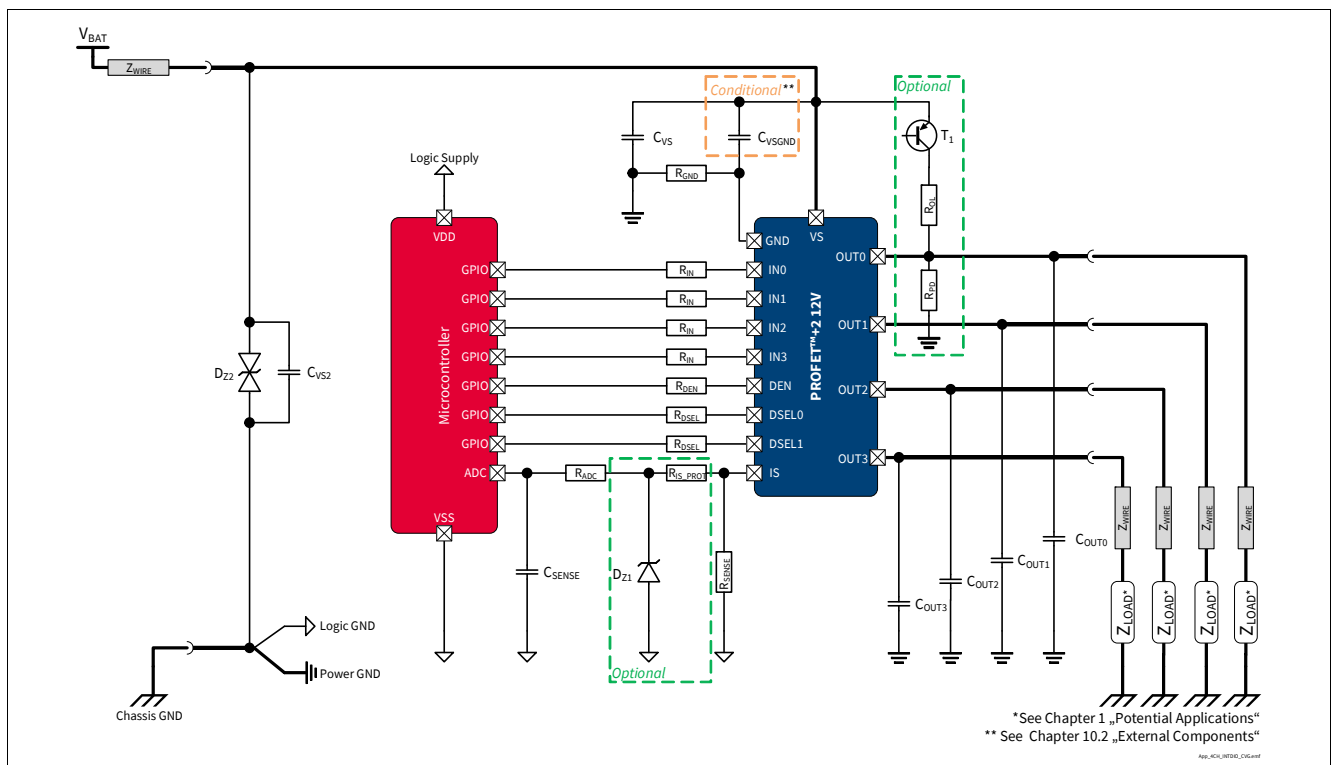 VBAT
ZWIRE
Conditional**
Optional
CVS
CVSGND
T1
Logic Supply
RGND
ROL
VDD
GND
VS
OUT0
GPIO
RIN
IN0
RPD
GPIO
RIN
IN1
OUT1
GPIO
RIN
IN2
GPIO
RIN
IN3
DZ2
CVS2
Microcontroller
PROFET™+2 12V
GPIO
RDEN
DEN
OUT2
GPIO
RDSEL
DSEL0
GPIO
RDSEL
DSEL1
OUT3
ADC
RADC
RIS_PROT
IS
VSS
ZWIRE
ZWIRE
ZWIRE
ZWIRE
COUT0
COUT1
CSENSE
DZ1
RSENSE
COUT2
COUT3
ZLOAD*
ZLOAD*
ZLOAD*
ZLOAD*
Logic GND
Power GND
Optional
Chassis GND
*See Chapter 1 „Potential Applications“
** See Chapter 10.2 „External Components“
App_4CH_INTDIO_CVG.emf